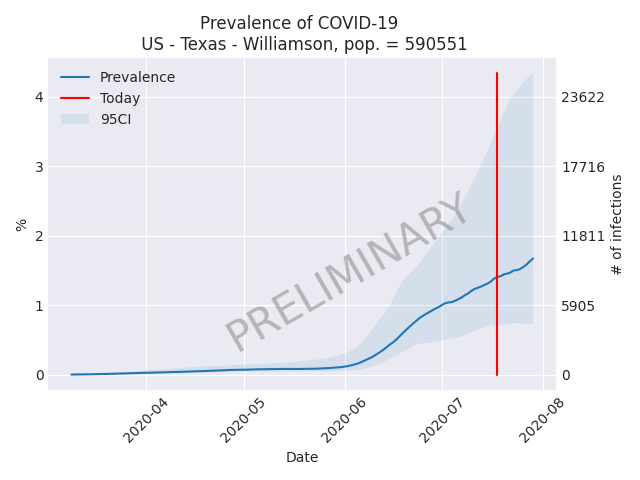 Prevalence of COVID-19
US - Texas - Williamson, pop. = 590551
Prevalence
Today
95CI
PRELIMINARY
%
4
3
2
1
0
23622
17716
11811
5905
0
# of infections
2020-04
2020-05
2020-06
2020-07
2020-08
Date